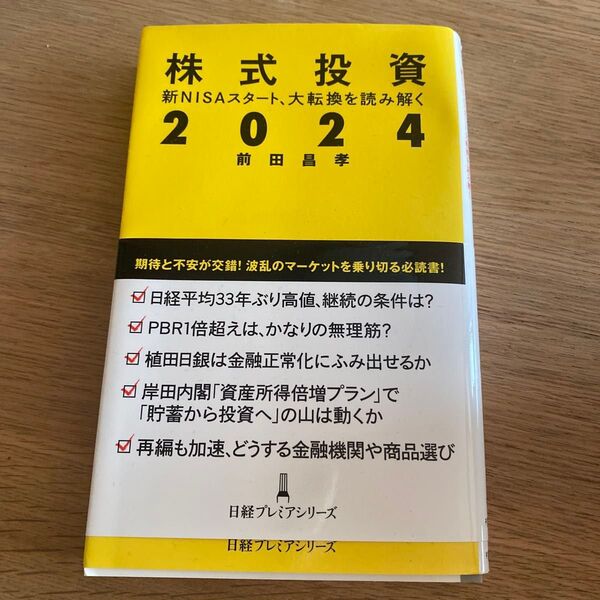 株式投資
新NISAスタート、大転換を読み解く
2024
前田昌孝
期待と不安が交錯!波乱のマーケットを乗り切る必読書!
日経平均33年ぶり高値、継続の条件は?
PBR1倍超えは、かなりの無理筋?
植田日銀は金融正常化にふみ出せるか
岸田内閣「資産所得倍増プラン」で
「貯蓄から投資へ」の山は動くか
再編も加速、どうする金融機関や商品選び
日経プレミアシリーズ
日経プレミアシリーズ